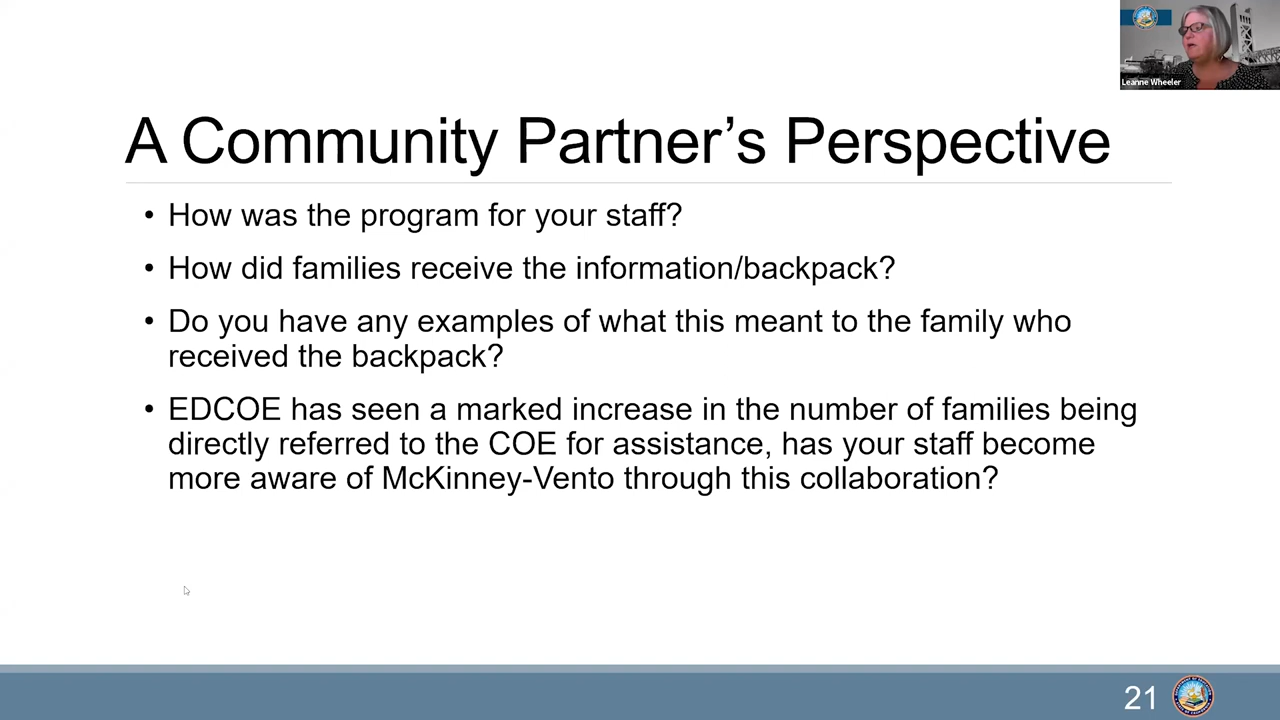 Leanne Wheeler
A Community Partner’s Perspective
• How was the program for your staff?
• How did families receive the information/backpack?
• Do you have any examples of what this meant to the family who
received the backpack?
• EDCOE has seen a marked increase in the number of families being
directly referred to the COE for assistance, has your staff become
more aware of McKinney-Vento through this collaboration?
21